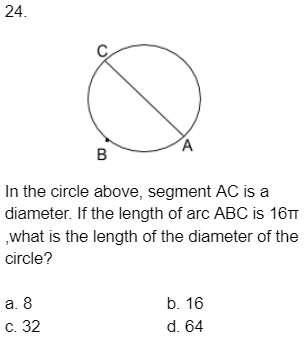 24.
C
A
B
In the circle above, segment AC is a
diameter. If the length of arc ABC is 16π
,what is the length of the diameter of the
circle?
a. 8 b. 16
c. 32 d. 64